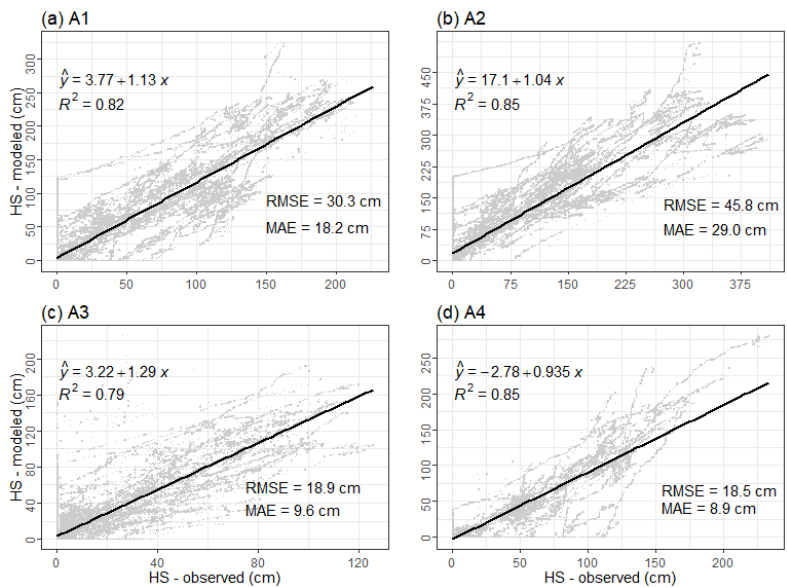 (a) A1
ŷ = 3.77 + 1.13 x
R² = 0.82
RMSE = 30.3 cm
MAE = 18.2 cm
HS - modeled (cm)
0 50 100 150 200 250 300
0 50 100 150 200
(b) A2
ŷ = 17.1 + 1.04 x
R² = 0.85
RMSE = 45.8 cm
MAE = 29.0 cm
0 75 150 225 300 375 450
0 75 150 225 300 375
(c) A3
ŷ = 3.22 + 1.29 x
R² = 0.79
RMSE = 18.9 cm
MAE = 9.6 cm
HS - modeled (cm)
0 40 80 120 160 200
0 40 80 120
HS - observed (cm)
(d) A4
ŷ = −2.78 + 0.935 x
R² = 0.85
RMSE = 18.5 cm
MAE = 8.9 cm
0 50 100 150 200 250
0 50 100 150 200
HS - observed (cm)